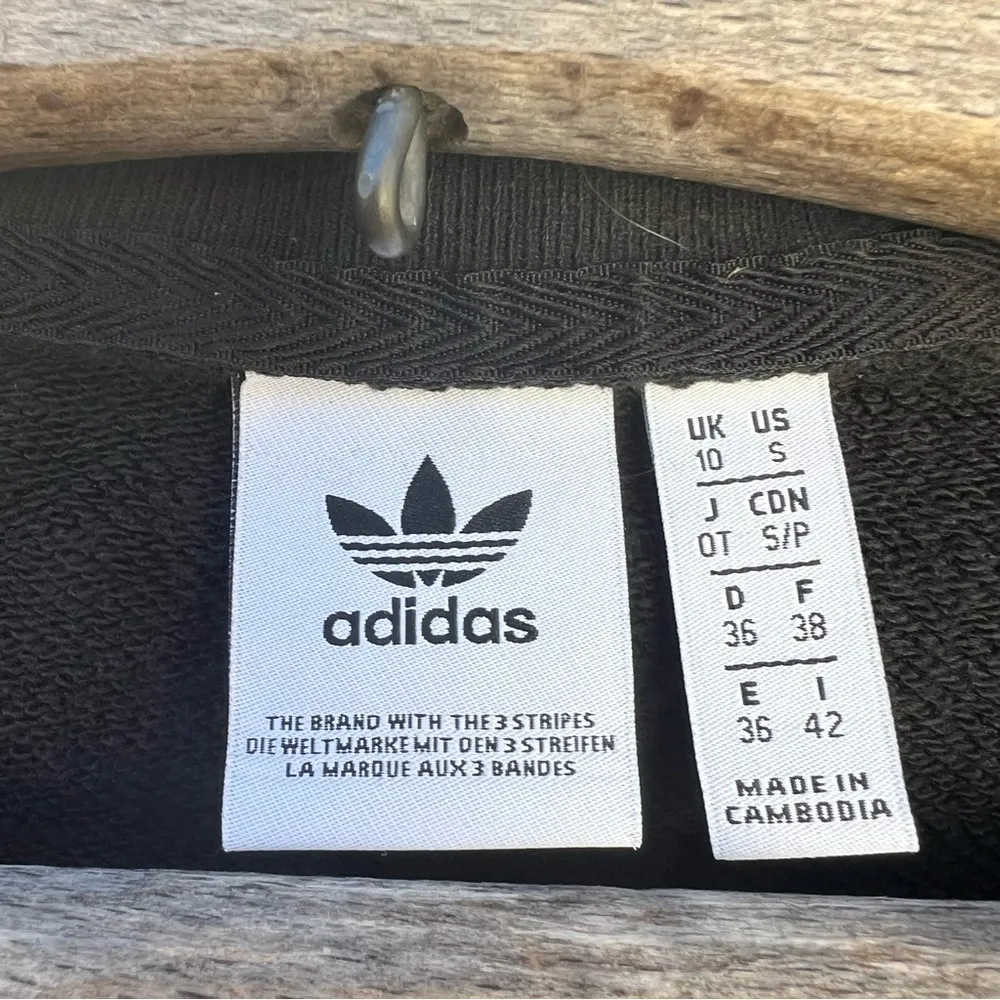 adidas
THE BRAND WITH THE 3 STRIPES
DIE WELTMARKE MIT DEN 3 STREIFEN
LA MARQUE AUX 3 BANDES
UK US
10 S
J CDN
OT S/P
D F
36 38
E I
36 42
MADE IN
CAMBODIA